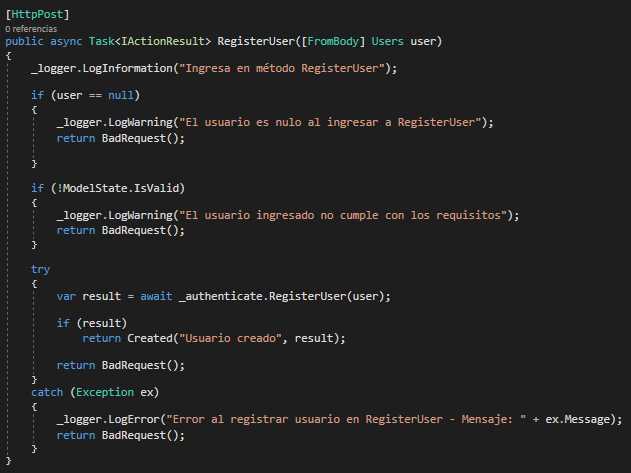 [HttpPost]
0 referencias
public async Task<IActionResult> RegisterUser([FromBody] Users user)
{
_logger.LogInformation("Ingresa en método RegisterUser");
if (user == null)
{
_logger.LogWarning("El usuario es nulo al ingresar a RegisterUser");
return BadRequest();
}
if (!ModelState.IsValid)
{
_logger.LogWarning("El usuario ingresado no cumple con los requisitos");
return BadRequest();
}
try
{
var result = await _authenticate.RegisterUser(user);
if (result)
return Created("Usuario creado", result);
return BadRequest();
}
catch (Exception ex)
{
_logger.LogError("Error al registrar usuario en RegisterUser - Mensaje: " + ex.Message);
return BadRequest();
}
}